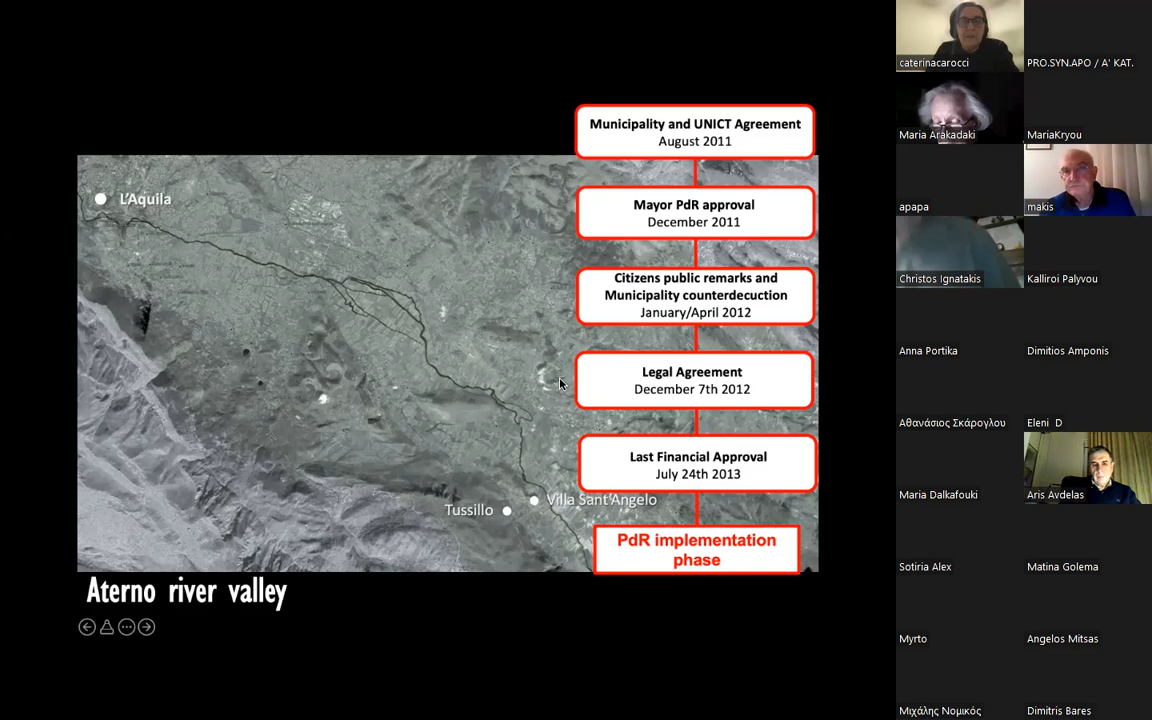 L'Aquila
Municipality and UNICT Agreement
August 2011
Mayor PdR approval
December 2011
Citizens public remarks and
Municipality counterdecuction
January/April 2012
Legal Agreement
December 7th 2012
Last Financial Approval
July 24th 2013
PdR implementation
phase
Villa Sant'Angelo
Tussillo
Aterno river valley
caterinacarocci
PRO.SYN.APO / A' KAT.
Maria Arakadaki
MariaKryou
apapa
makis
Christos Ignatakis
Kalliroi Palyvou
Anna Portika
Dimitios Amponis
Αθανάσιος Σκάρογλου
Eleni D
Maria Dalkafouki
Aris Avdelas
Sotiria Alex
Matina Golema
Myrto
Angelos Mitsas
Μιχάλης Νομικός
Dimitris Bares